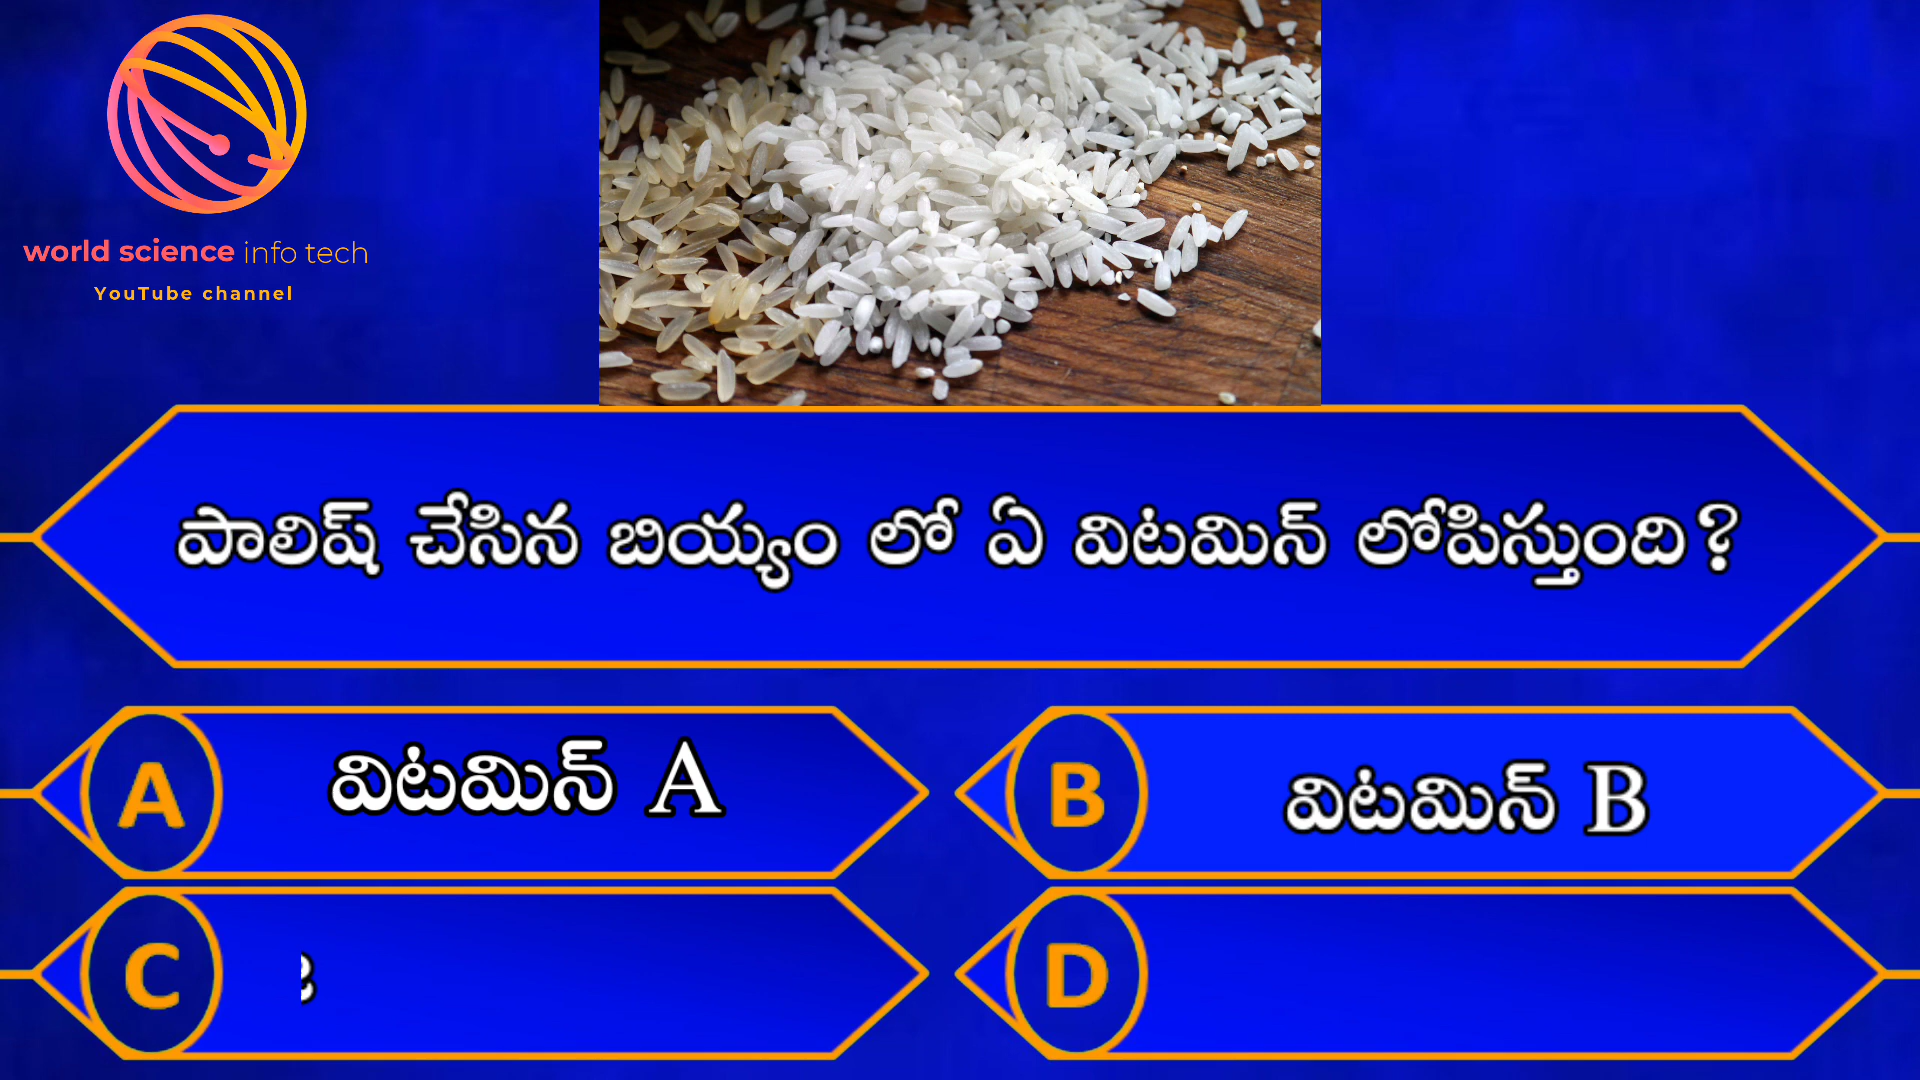 world science info tech
YouTube channel
పాలిష్ చేసిన బియ్యం లో ఏ విటమిన్ లోపిస్తుంది?
A విటమిన్ A
B విటమిన్ B
C
D